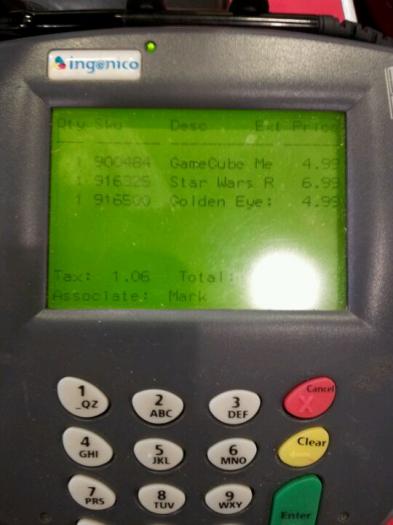 ingenico
Qty Sku Desc Ext Price
1 900484 GameCube Me 4.99
1 916325 Star Wars R 6.99
1 916500 Golden Eye: 4.99
Tax: 1.06 Total:
Associate: Mark
1 2 3 Cancel
_QZ ABC DEF X
4 5 6 Clear
GHI JKL MNO
7 8 9
PRS TUV WXY Enter